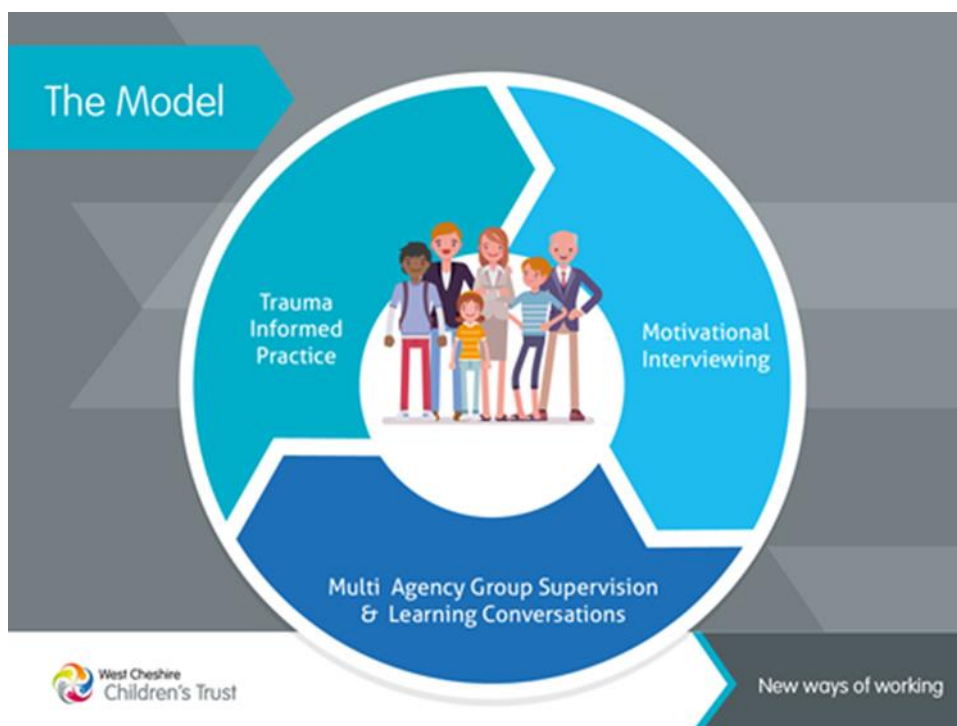 The Model
Trauma
Informed
Practice
Motivational
Interviewing
Multi Agency Group Supervision
& Learning Conversations
West Cheshire
Children's Trust
New ways of working